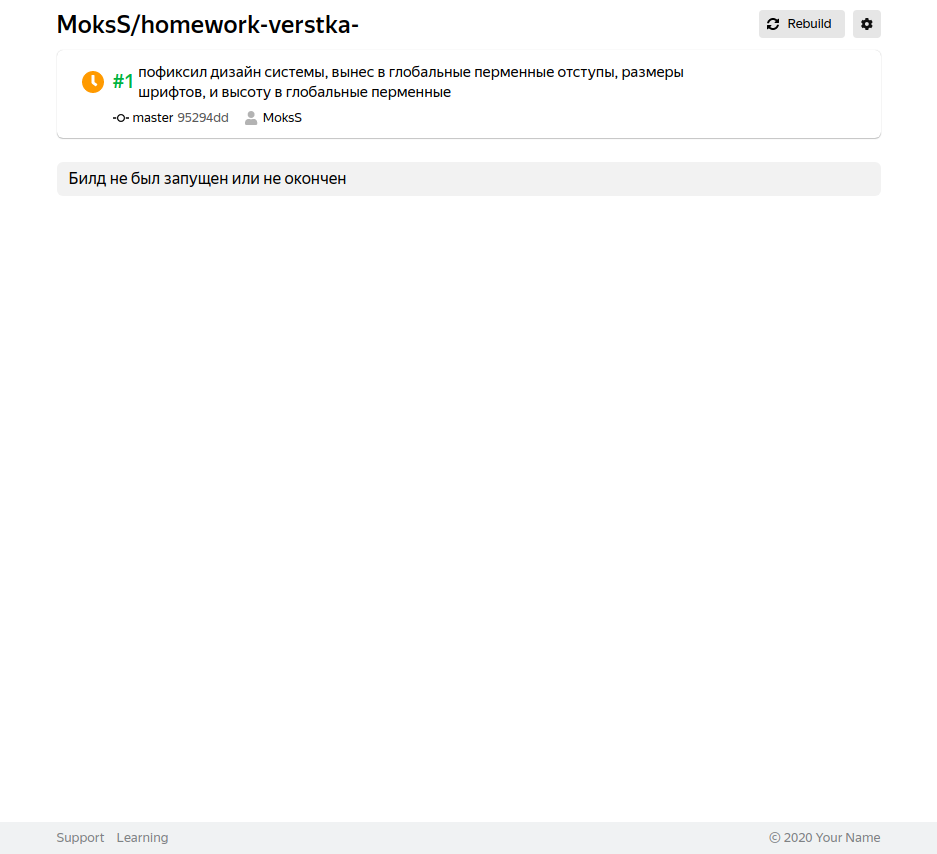 MoksS/homework-verstka-
Rebuild
#1 пофиксил дизайн системы, вынес в глобальные перменные отступы, размеры
шрифтов, и высоту в глобальные перменные
master 95294dd MoksS
Билд не был запущен или не окончен
Support Learning
© 2020 Your Name